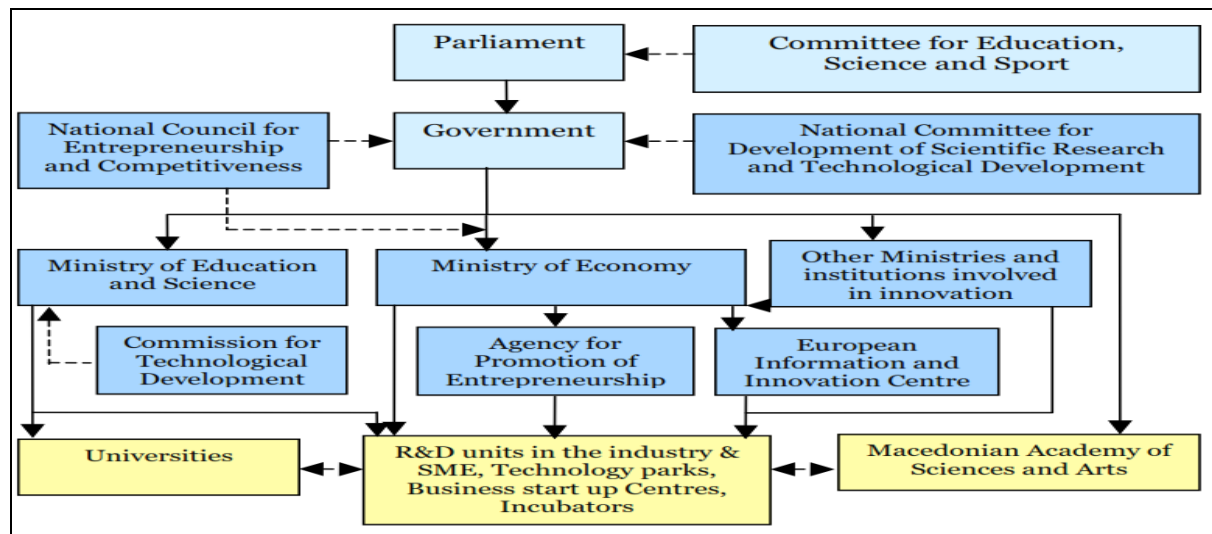 Parliament
Committee for Education,
Science and Sport
National Council for
Entrepreneurship
and Competitiveness
Government
National Committee for
Development of Scientific Research
and Technological Development
Ministry of Education
and Science
Ministry of Economy
Other Ministries and
institutions involved
in innovation
Commission for
Technological
Development
Agency for
Promotion of
Entrepreneurship
European
Information and
Innovation Centre
Universities
R&D units in the industry &
SME, Technology parks,
Business start up Centres,
Incubators
Macedonian Academy of
Sciences and Arts